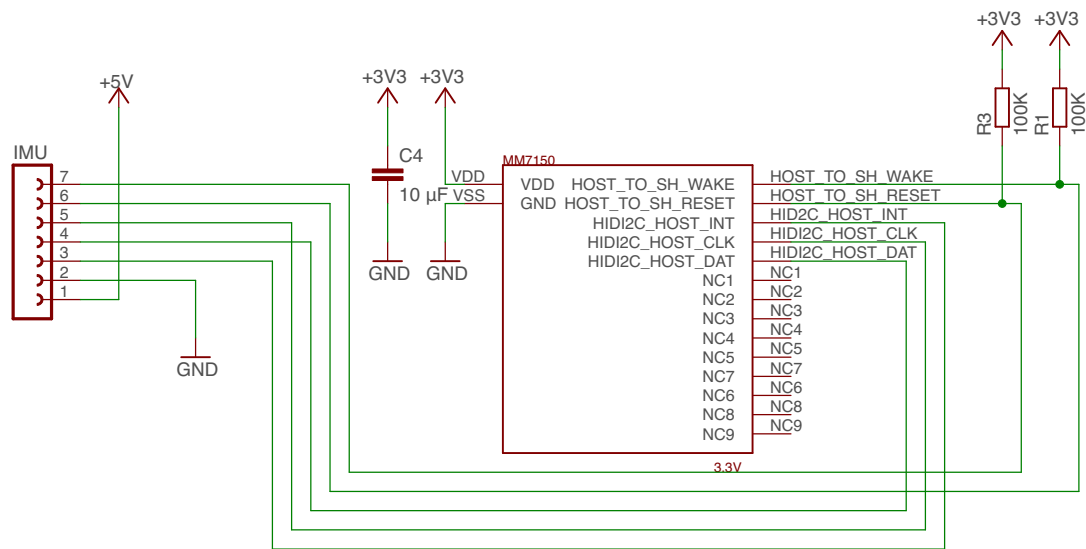 +3V3 +3V3
+5V +3V3 +3V3
R3 100K R1 100K
IMU
C4
10 µF
MM7150
7
6
5
4
3
2
1
VDD
VSS
VDD HOST_TO_SH_WAKE HOST_TO_SH_WAKE
GND HOST_TO_SH_RESET HOST_TO_SH_RESET
HIDI2C_HOST_INT HID2C_HOST_INT
HIDI2C_HOST_CLK HIDI2C_HOST_CLK
HIDI2C_HOST_DAT HIDI2C_HOST_DAT
NC1 NC1
NC2 NC2
NC3 NC3
NC4 NC4
NC5 NC5
NC7 NC7
NC6 NC6
NC8 NC8
NC9 NC9
GND GND
GND
3.3V